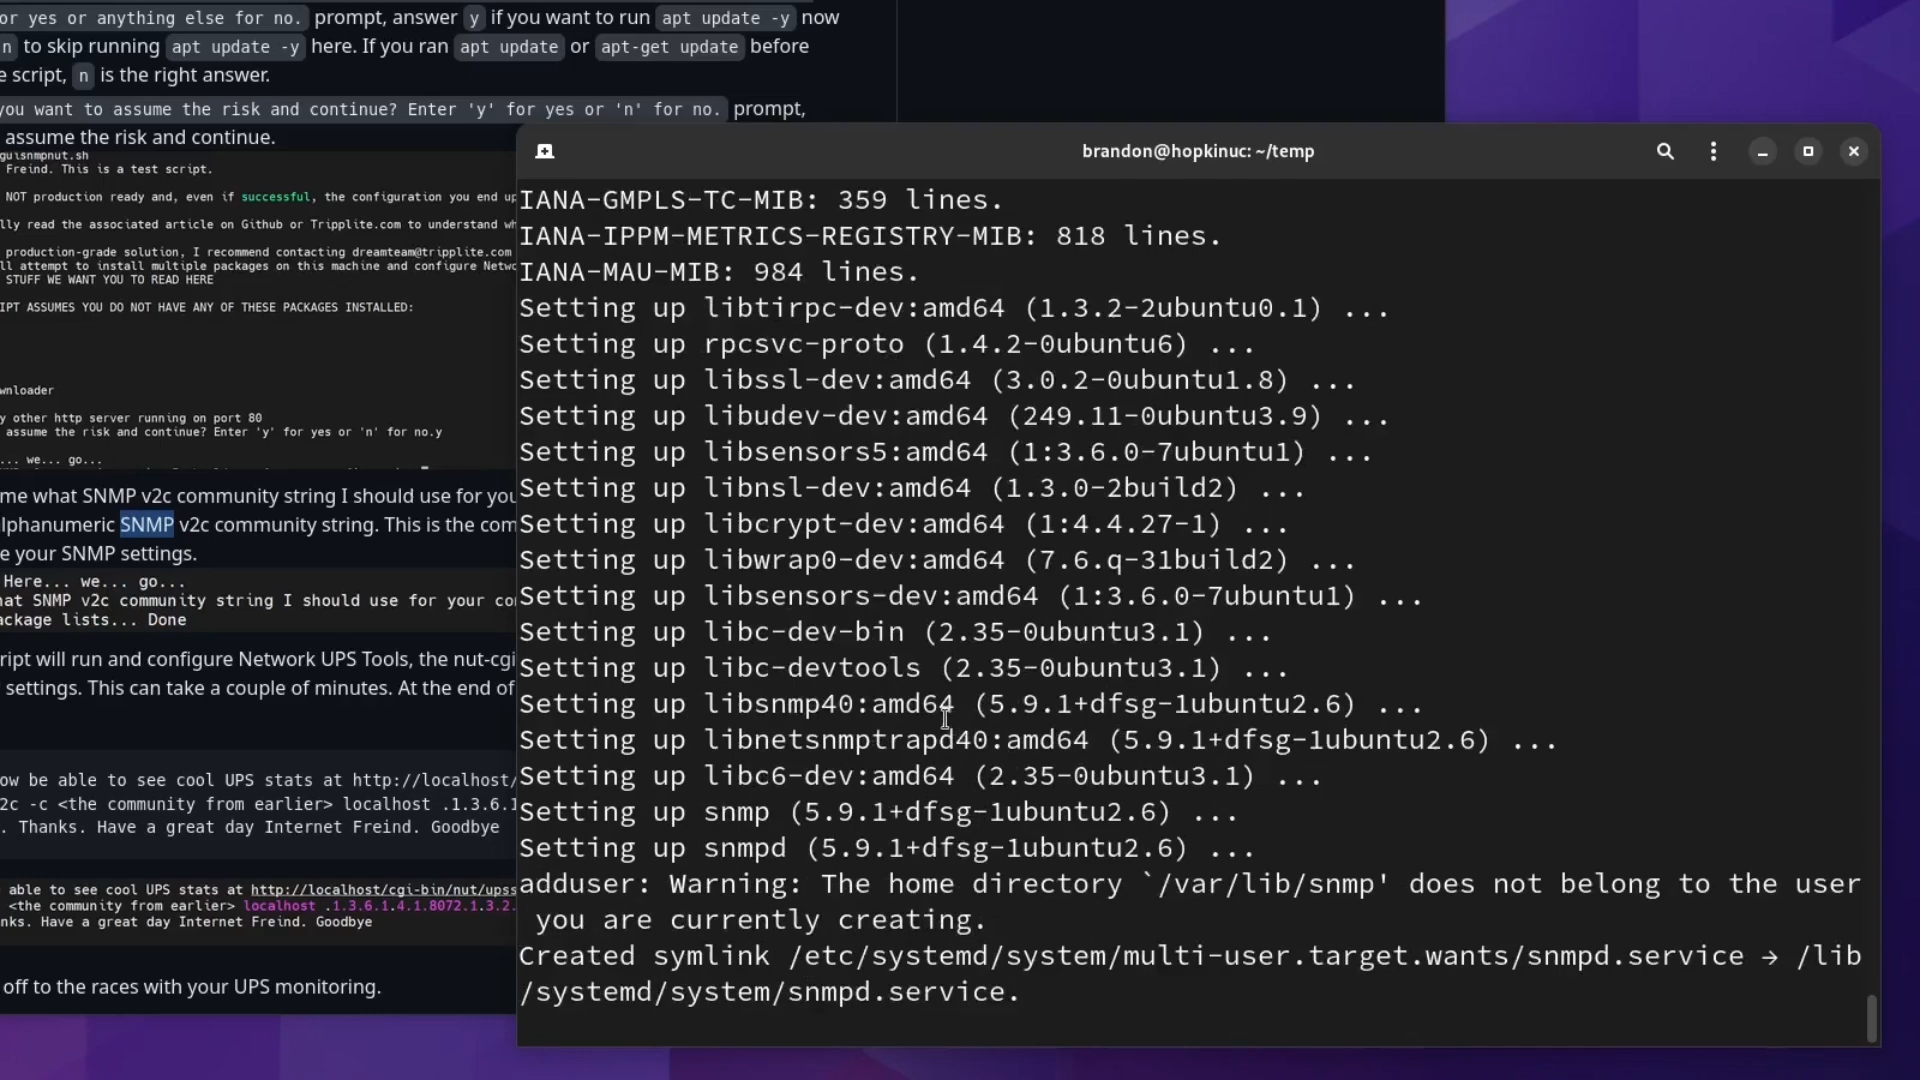 or yes or anything else for no. prompt, answer y if you want to run apt update -y now
n to skip running apt update -y here. If you ran apt update or apt-get update before
e script, n is the right answer.
you want to assume the risk and continue? Enter 'y' for yes or 'n' for no. prompt,
assume the risk and continue.
gulsnmpnut.sh
Freind. This is a test script.
NOT production ready and, even if successful, the configuration you end up
lly read the associated article on Github or Tripplite.com to understand wh
production-grade solution, I recommend contacting dreamteam@tripplite.com
ll attempt to install multiple packages on this machine and configure Netwo
STUFF WE WANT YOU TO READ HERE
IPT ASSUMES YOU DO NOT HAVE ANY OF THESE PACKAGES INSTALLED:
wnloader
y other http server running on port 80
assume the risk and continue? Enter 'y' for yes or 'n' for no.y
... we... go...
me what SNMP v2c community string I should use for you
lphanumeric SNMP v2c community string. This is the com
e your SNMP settings.
Here... we... go...
hat SNMP v2c community string I should use for your co
ackage lists... Done
ript will run and configure Network UPS Tools, the nut-cgi
settings. This can take a couple of minutes. At the end of
ow be able to see cool UPS stats at http://localhost/
2c -c <the community from earlier> localhost .1.3.6.1
. Thanks. Have a great day Internet Freind. Goodbye
able to see cool UPS stats at http://localhost/cgi-bin/nut/upss
<the community from earlier> localhost .1.3.6.1.4.1.8072.1.3.2.
nks. Have a great day Internet Freind. Goodbye
off to the races with your UPS monitoring.
brandon@hopkinuc: ~/temp
IANA-GMPLS-TC-MIB: 359 lines.
IANA-IPPM-METRICS-REGISTRY-MIB: 818 lines.
IANA-MAU-MIB: 984 lines.
Setting up libtirpc-dev:amd64 (1.3.2-2ubuntu0.1) ...
Setting up rpcsvc-proto (1.4.2-0ubuntu6) ...
Setting up libssl-dev:amd64 (3.0.2-0ubuntu1.8) ...
Setting up libudev-dev:amd64 (249.11-0ubuntu3.9) ...
Setting up libsensors5:amd64 (1:3.6.0-7ubuntu1) ...
Setting up libnsl-dev:amd64 (1.3.0-2build2) ...
Setting up libcrypt-dev:amd64 (1:4.4.27-1) ...
Setting up libwrap0-dev:amd64 (7.6.q-31build2) ...
Setting up libsensors-dev:amd64 (1:3.6.0-7ubuntu1) ...
Setting up libc-dev-bin (2.35-0ubuntu3.1) ...
Setting up libc-devtools (2.35-0ubuntu3.1) ...
Setting up libsnmp40:amd64 (5.9.1+dfsg-1ubuntu2.6) ...
Setting up libnetsnmptrapd40:amd64 (5.9.1+dfsg-1ubuntu2.6) ...
Setting up libc6-dev:amd64 (2.35-0ubuntu3.1) ...
Setting up snmp (5.9.1+dfsg-1ubuntu2.6) ...
Setting up snmpd (5.9.1+dfsg-1ubuntu2.6) ...
adduser: Warning: The home directory `/var/lib/snmp' does not belong to the user
you are currently creating.
Created symlink /etc/systemd/system/multi-user.target.wants/snmpd.service → /lib
/systemd/system/snmpd.service.